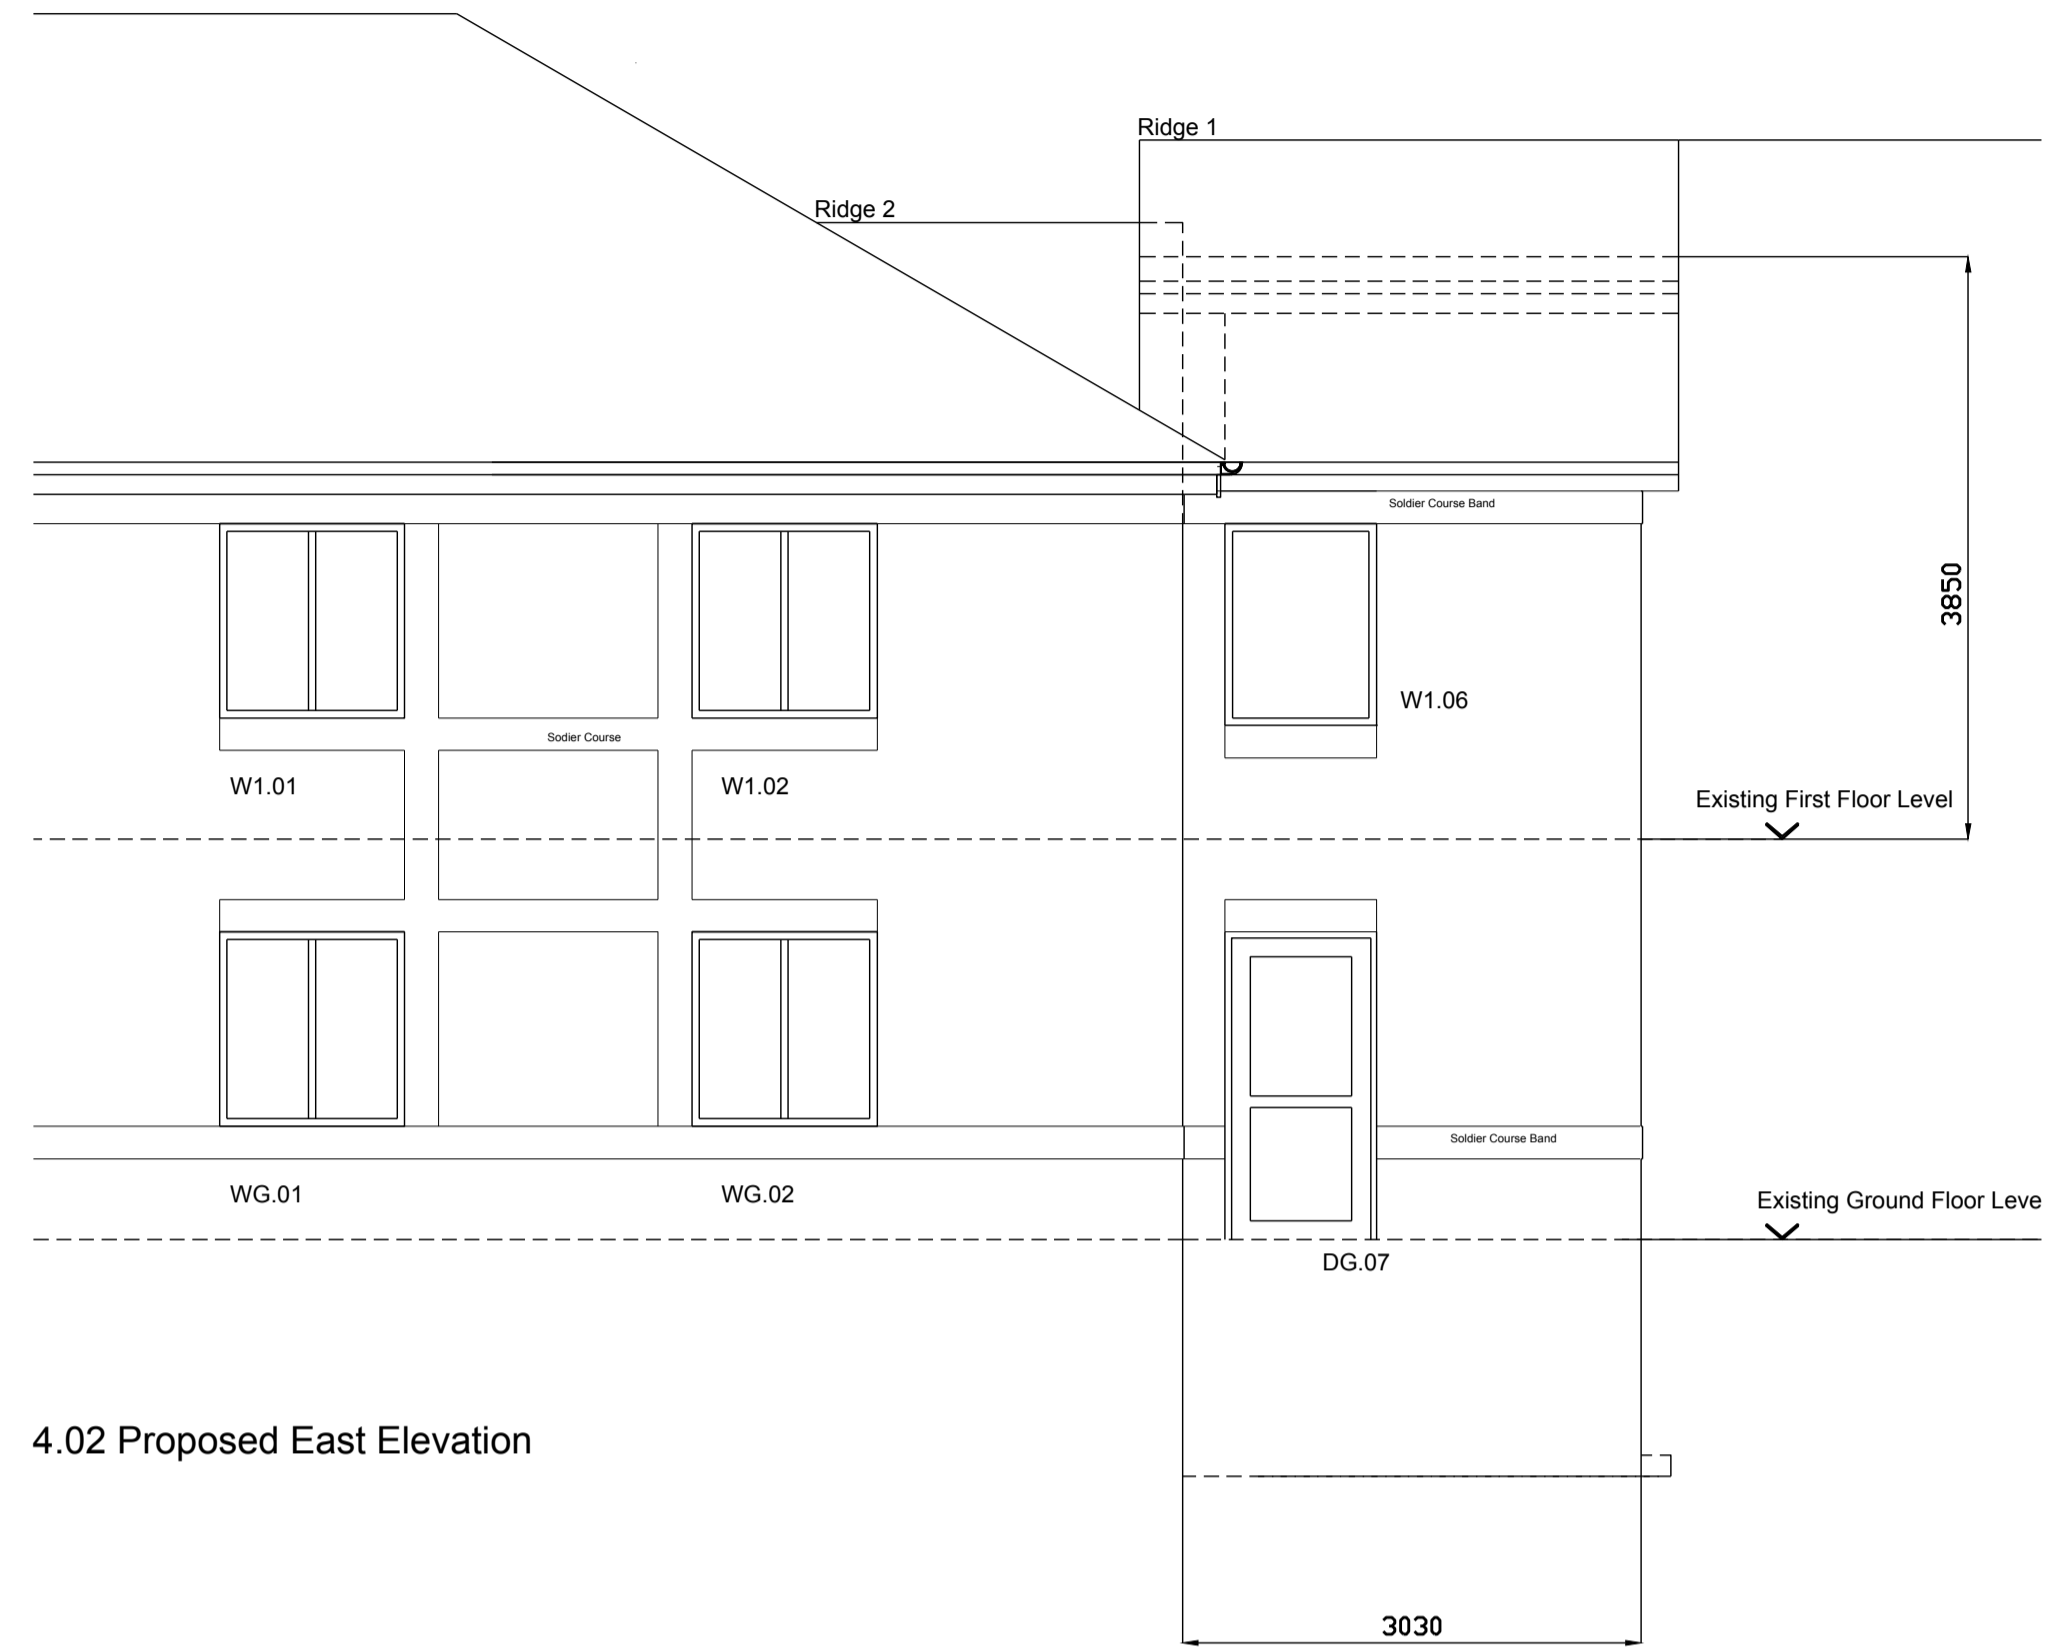 Ridge 1
Ridge 2
Soldier Course Band
3850
W1.06
Sodier Course
W1.01
W1.02
Existing First Floor Level
Soldier Course Band
WG.01
WG.02
Existing Ground Floor Leve
DG.07
4.02 Proposed East Elevation
3030